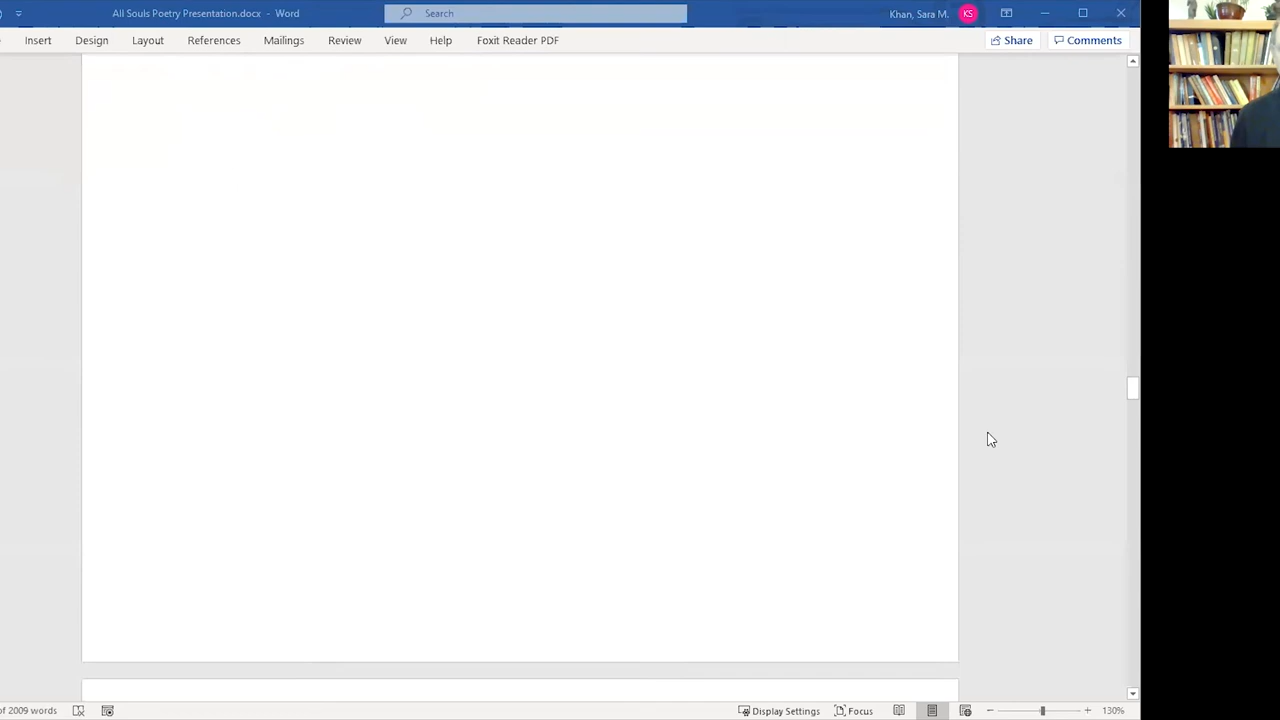 All Souls Poetry Presentation.docx - Word
Search
Khan, Sara M.
KS
Insert
Design
Layout
References
Mailings
Review
View
Help
Foxit Reader PDF
Share
Comments
of 2009 words
Display Settings
Focus
130%